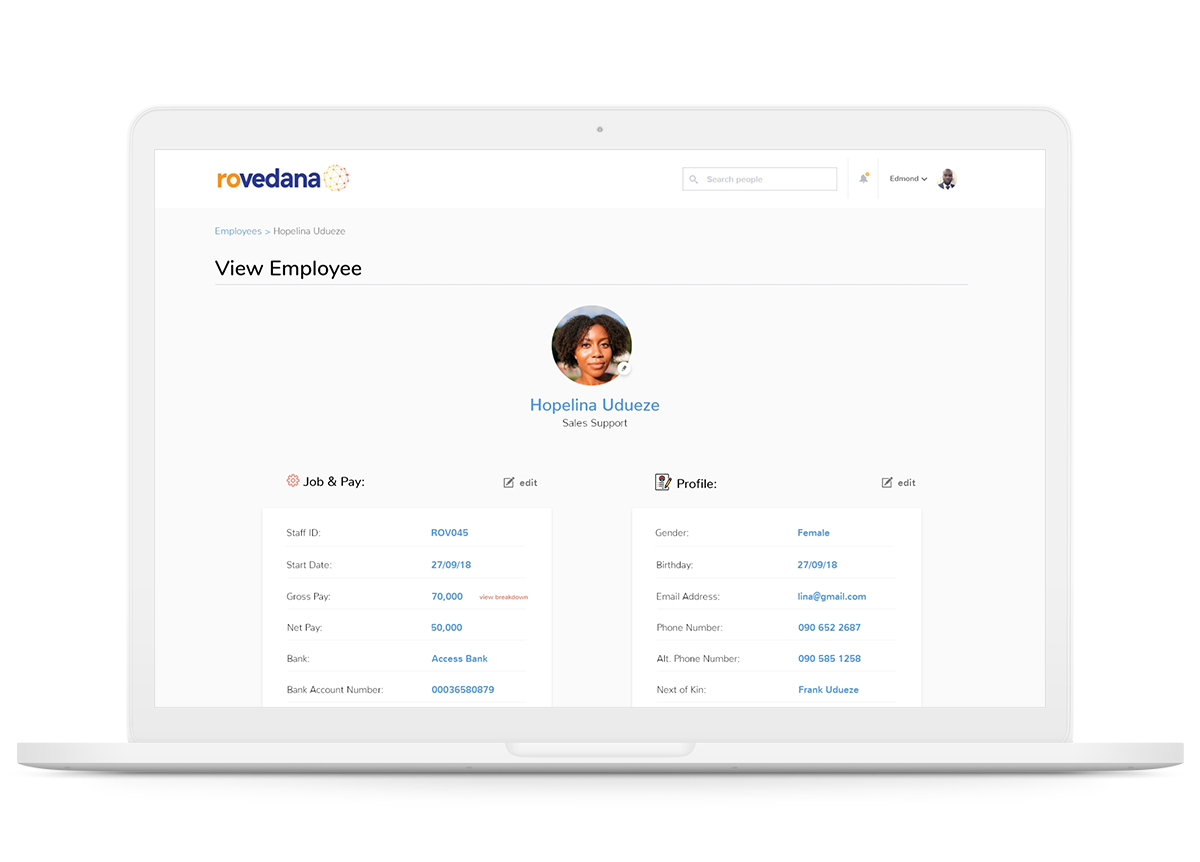 rovedana
Search people
Edmond
Employees > Hopelina Udueze
View Employee
Hopelina Udueze
Sales Support
Job & Pay:
edit
Staff ID: ROV045
Start Date: 27/09/18
Gross Pay: 70,000 view breakdown
Net Pay: 50,000
Bank: Access Bank
Bank Account Number: 00036580879
Profile:
edit
Gender: Female
Birthday: 27/09/18
Email Address: lina@gmail.com
Phone Number: 090 652 2687
Alt. Phone Number: 090 585 1258
Next of Kin: Frank Udueze